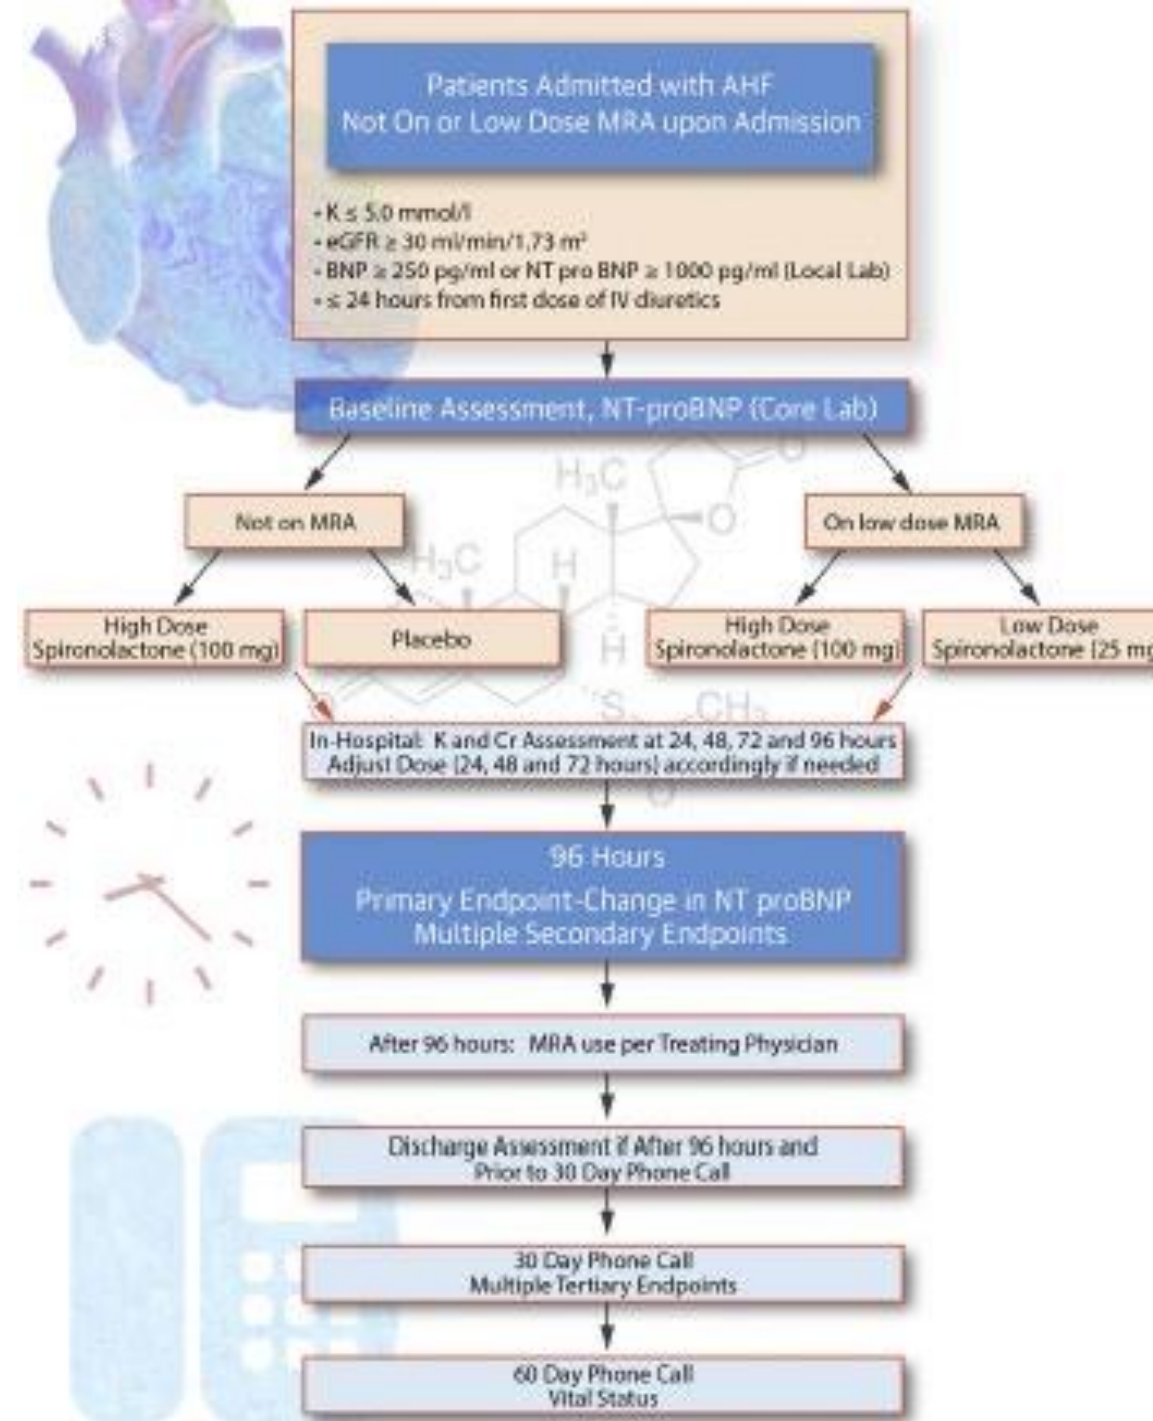 Patients Admitted with AHF
Not On or Low Dose MRA upon Admission
- K ≤ 5.0 mmol/l
- eGFR ≥ 30 ml/min/1.73 m²
- BNP ≥ 250 pg/ml or NT pro BNP ≥ 1000 pg/ml (Local Lab)
- ≤ 24 hours from first dose of IV diuretics
Baseline Assessment, NT-proBNP (Core Lab)
Not on MRA
On low dose MRA
High Dose
Spironolactone (100 mg)
Placebo
High Dose
Spironolactone (100 mg)
Low Dose
Spironolactone (25 mg
In-Hospital: K and Cr Assessment at 24, 48, 72 and 96 hours
Adjust Dose (24, 48 and 72 hours) accordingly if needed
96 Hours
Primary Endpoint-Change in NT proBNP
Multiple Secondary Endpoints
After 96 hours: MRA use per Treating Physician
Discharge Assessment if After 96 hours and
Prior to 30 Day Phone Call
30 Day Phone Call
Multiple Tertiary Endpoints
60 Day Phone Call
Vital Status
H₃C
O
O
H₃C
H
H
S
CH₃
O
O